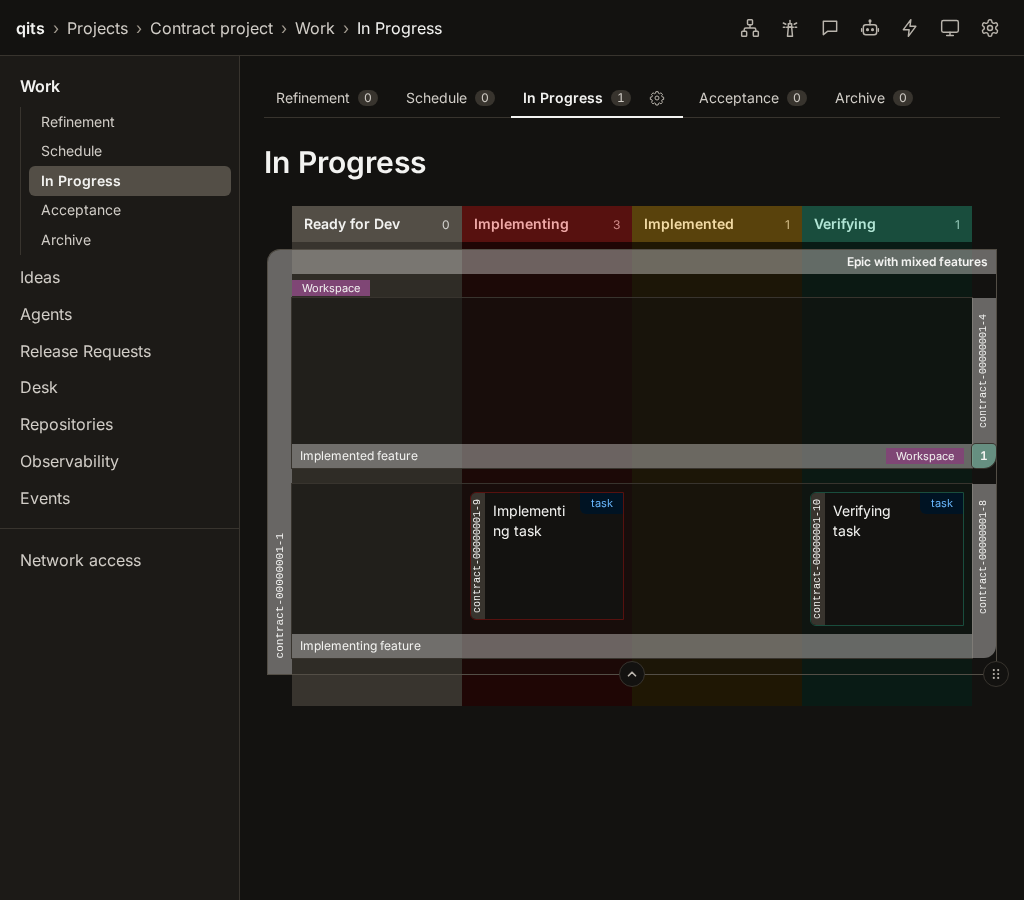 qits › Projects › Contract project › Work › In Progress
Work
Refinement
Schedule
In Progress
Acceptance
Archive
Ideas
Agents
Release Requests
Desk
Repositories
Observability
Events
Network access
Refinement 0 Schedule 0 In Progress 1 Acceptance 0 Archive 0
In Progress
Ready for Dev 0 Implementing 3 Implemented 1 Verifying 1
Epic with mixed features
Workspace
contract-00000001-4
Implemented feature Workspace 1
contract-00000001-1
contract-00000001-9
Implementi
ng task
task
contract-00000001-10
Verifying
task
task
contract-00000001-8
Implementing feature